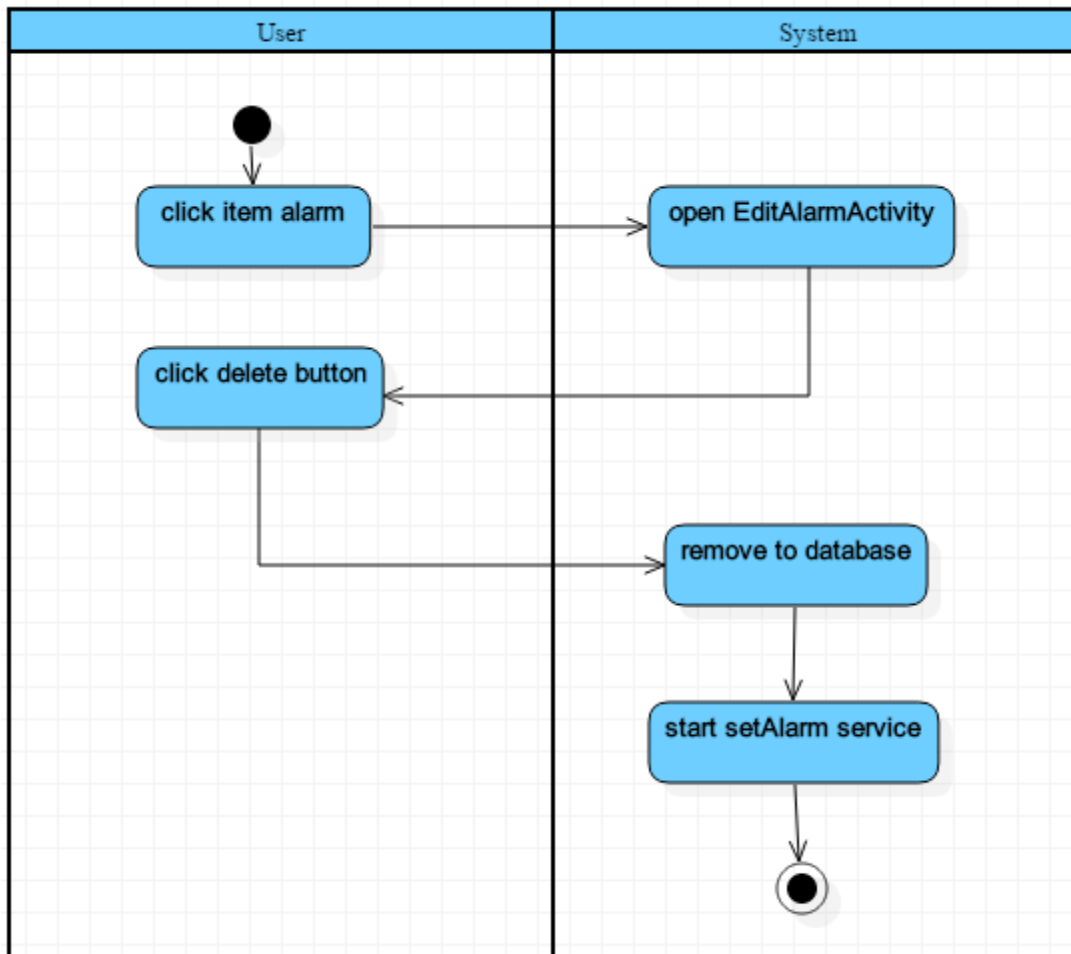 User
System
click item alarm
open EditAlarmActivity
click delete button
remove to database
start setAlarm service